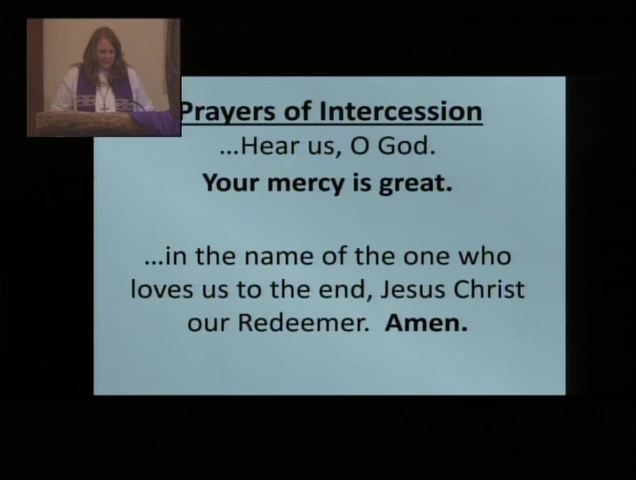 Prayers of Intercession
...Hear us, O God.
Your mercy is great.
...in the name of the one who
loves us to the end, Jesus Christ
our Redeemer. Amen.